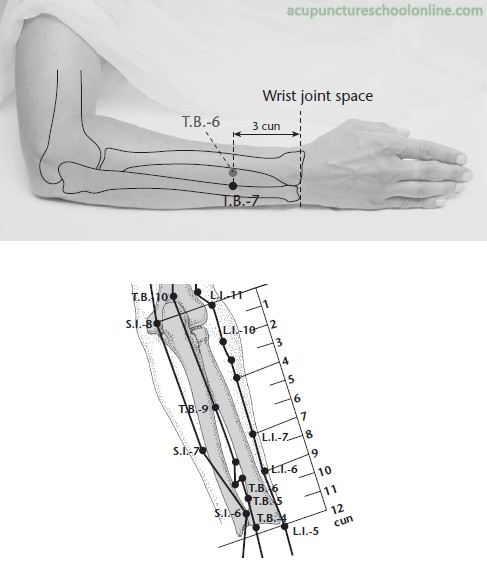 acupunctureschoolonline.com
Wrist joint space
T.B.-6
3 cun
T.B.-7
T.B.-10
L.I.-11
1
S.I.-8
L.I.-10
2
3
4
5
6
T.B.-9
7
L.I.-7
8
S.I.-7
9
L.I.-6
10
T.B.-6
11
T.B.-5
12
S.I.-6
T.B.-4
cun
L.I.-5